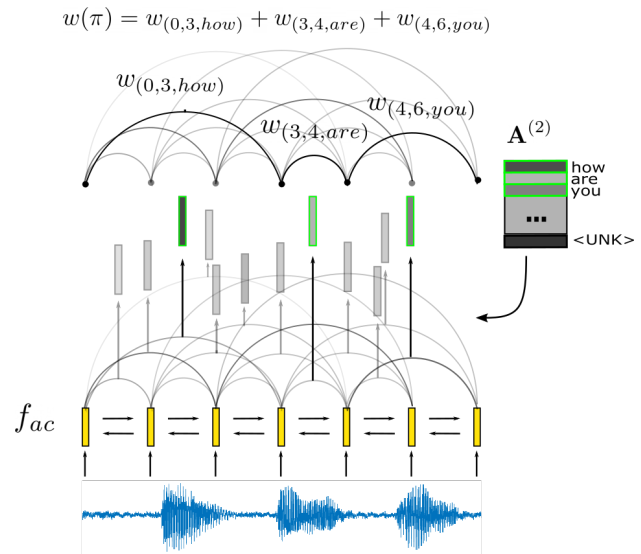 w(π) = w(0,3,how) + w(3,4,are) + w(4,6,you)
w(0,3,how)
w(4,6,you)
w(3,4,are)
A(2)
how
are
you
...
<UNK>
fac